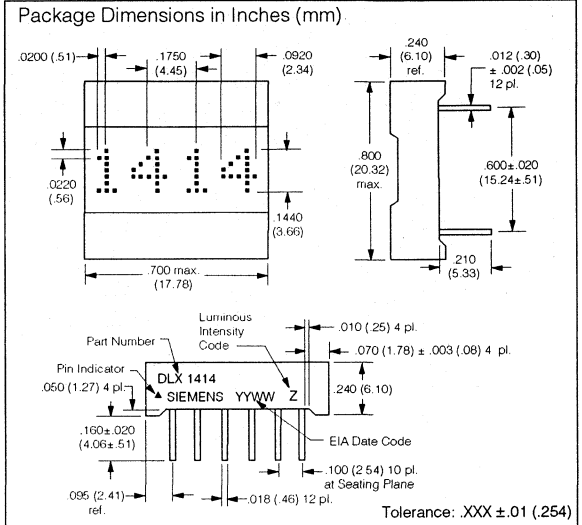 Package Dimensions in Inches (mm)
.0200 (.51)
.1750
(4.45)
.0920
(2.34)
.240
(6.10)
ref.
.012 (.30)
± .002 (.05)
12 pl.
1414
.0220
(.56)
.1440
(3.66)
.800
(20.32)
max.
.600±.020
(15.24±.51)
.700 max.
(17.78)
.210
(5.33)
Luminous
Intensity
Code
Part Number
Pin Indicator
.010 (.25) 4 pl.
.070 (1.78) ± .003 (.08) 4 pl.
.050 (1.27) 4 pl.
DLX 1414
▲ SIEMENS YYWW Z
.240 (6.10)
.160±.020
(4.06±.51)
EIA Date Code
.100 (2 54) 10 pl.
at Seating Plane
.095 (2.41)
ref.
.018 (.46) 12 pl.
Tolerance: .XXX ±.01 (.254)